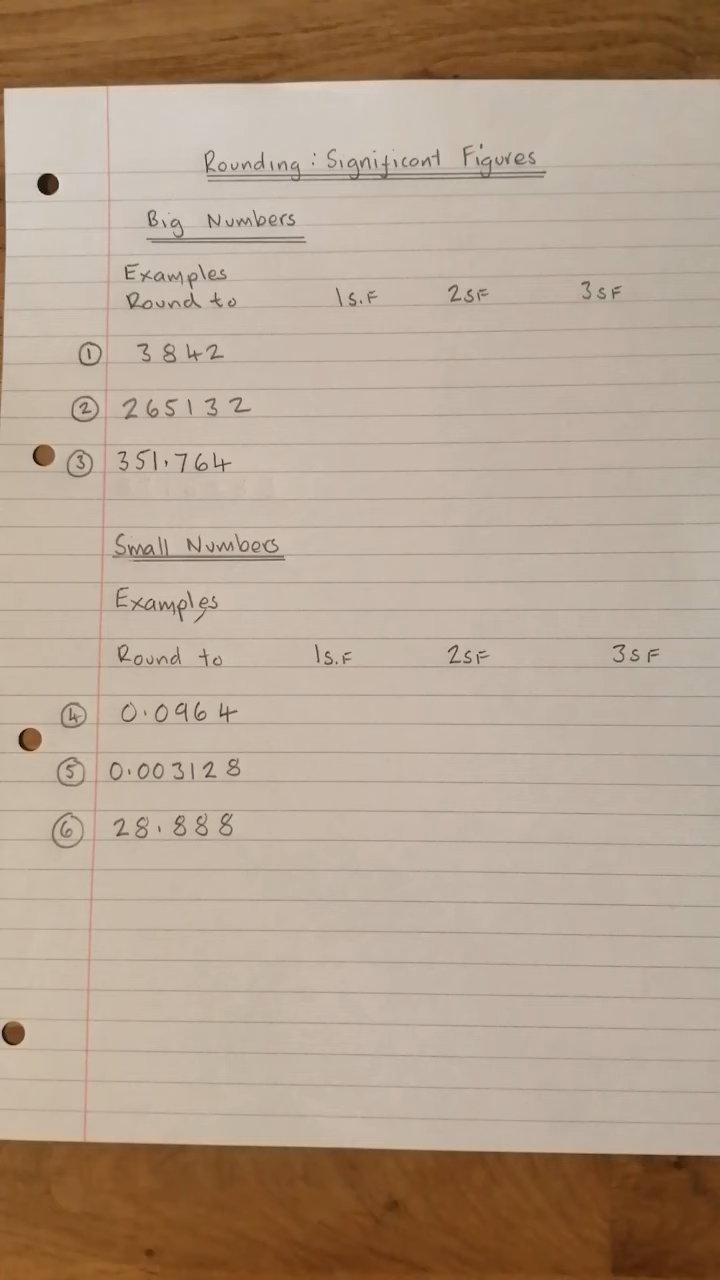 Rounding : Significant Figures
Big Numbers
Examples
Round to 1s.F 2SF 3SF
① 3842
② 265132
③ 351.764
Small Numbers
Examples
Round to 1s.F 2SF 3SF
④ 0.0964
⑤ 0.003128
⑥ 28.888